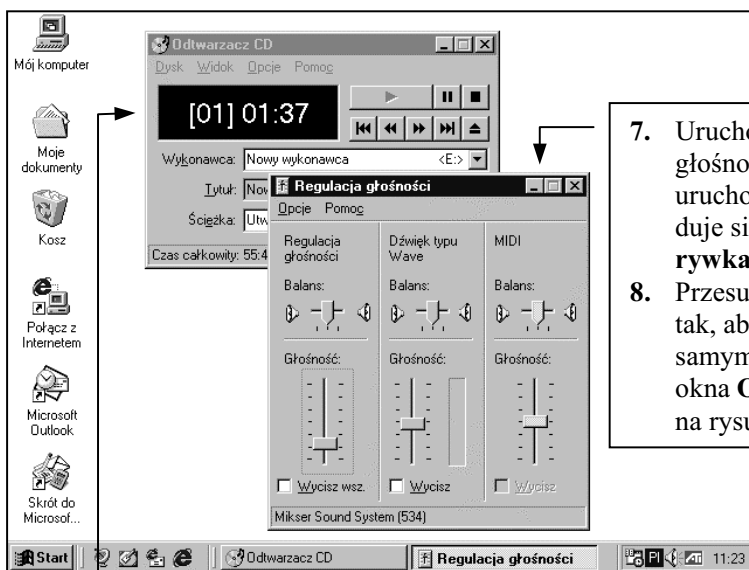 Mój komputer
Moje
dokumenty
Kosz
Połącz z
Internetem
Microsoft
Outlook
Skrót do
Microsof...
Odtwarzacz CD
Dysk Widok Opcje Pomoc
[01] 01:37
Wykonawca: Nowy wykonawca <E:>
Tytuł:
Ścieżka:
Czas całkowity: 55:4
Regulacja głośności
Opcje Pomoc
Regulacja
głośności
Balans:
Głośność:
Wycisz wsz.
Dźwięk typu
Wave
Balans:
Głośność:
Wycisz
MIDI
Balans:
Głośność:
Wycisz
Mikser Sound System (534)
7. Urucho
głośno
urucho
duje si
rywka
8. Przesu
tak, ab
samym
okna O
na rysu
Start Odtwarzacz CD Regulacja głośności Pl 11:23